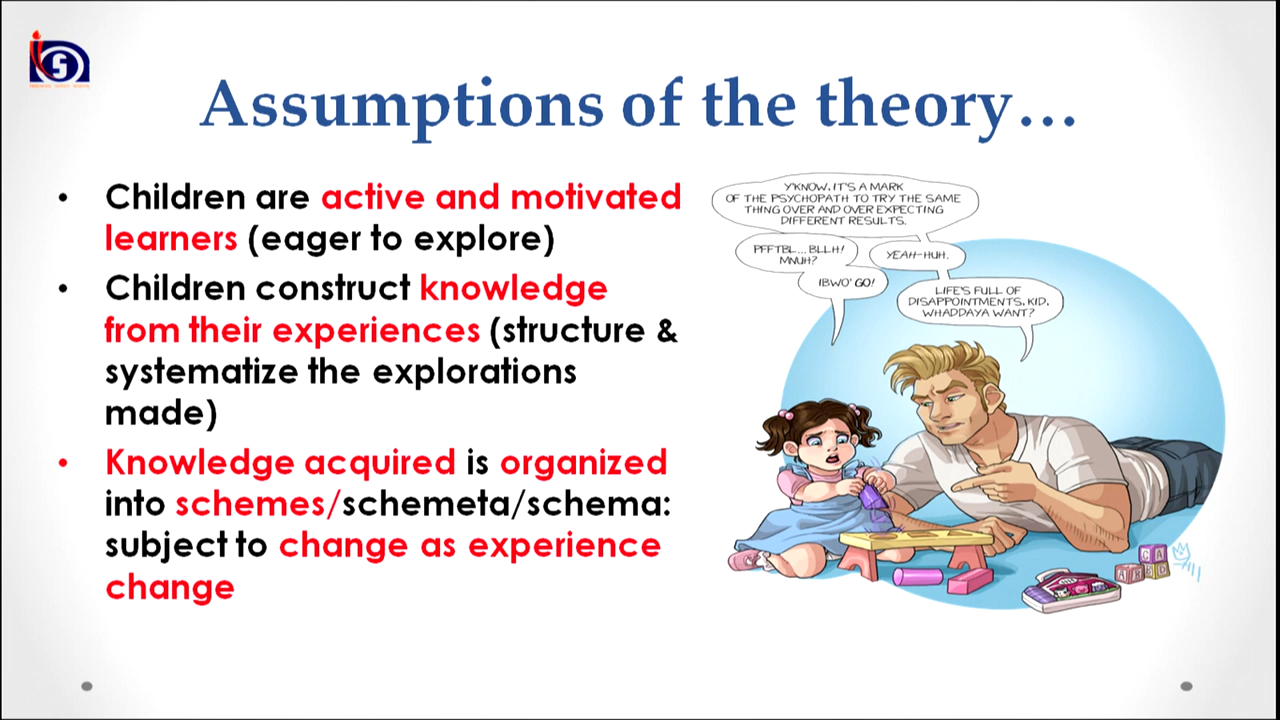 Assumptions of the theory…
• Children are active and motivated
learners (eager to explore)
• Children construct knowledge
from their experiences (structure &
systematize the explorations
made)
• Knowledge acquired is organized
into schemes/schemeta/schema:
subject to change as experience
change
Y'KNOW, IT'S A MARK
OF THE PSYCHOPATH TO TRY THE SAME
THING OVER AND OVER EXPECTING
DIFFERENT RESULTS.
PFFTBL... BLLH!
MNUH?
YEAH-HUH.
IBWO' GO!
LIFE'S FULL OF
DISAPPOINTMENTS, KID.
WHADDAYA WANT?